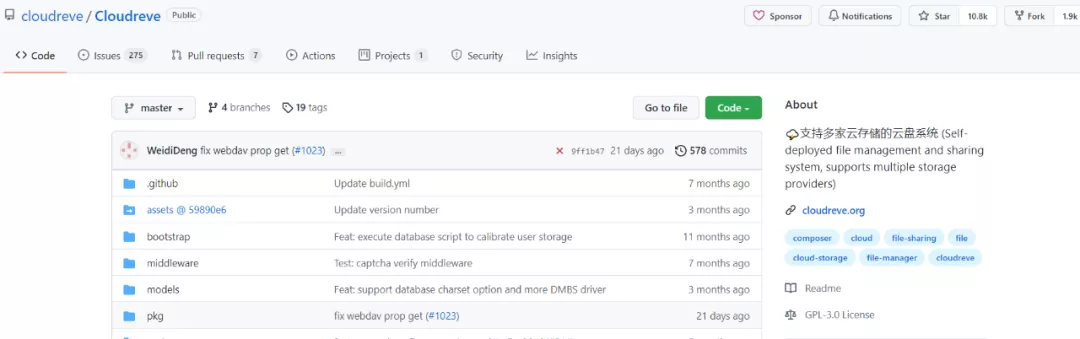 cloudreve / Cloudreve Public Sponsor Notifications Star 10.8k Fork 1.9k
Code Issues 275 Pull requests 7 Actions Projects 1 Security Insights
master 4 branches 19 tags Go to file Code
WeidiDeng fix webdav prop get (#1023) ... 9ff1b47 21 days ago 578 commits
.github Update build.yml 7 months ago
assets @ 59890e6 Update version number 3 months ago
bootstrap Feat: execute database script to calibrate user storage 11 months ago
middleware Test: captcha verify middleware 7 months ago
models Feat: support database charset option and more DMBS driver 3 months ago
pkg fix webdav prop get (#1023) 21 days ago
About
支持多家云存储的云盘系统 (Self-
deployed file management and sharing
system, supports multiple storage
providers)
cloudreve.org
composer cloud file-sharing file
cloud-storage file-manager cloudreve
Readme
GPL-3.0 License